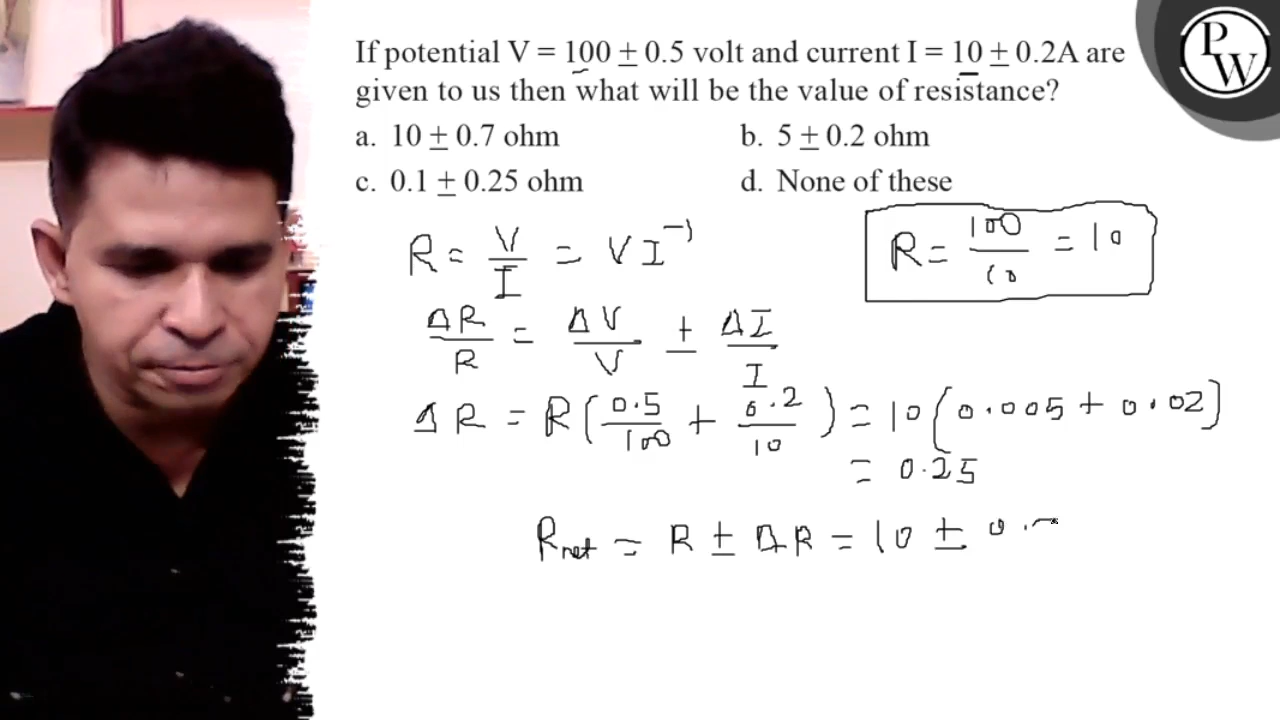 If potential V = 100 ± 0.5 volt and current I = 10 ± 0.2A are
given to us then what will be the value of resistance?
a. 10 ± 0.7 ohm b. 5 ± 0.2 ohm
c. 0.1 ± 0.25 ohm d. None of these
PW
R = V/I = VI⁻¹
R = 100/10 = 10
ΔR/R = ΔV/V ± ΔI/I
ΔR = R(0.5/100 + 0.2/10) = 10(0.005 + 0.02)
= 0.25
Rnet = R ± ΔR = 10 ± 0.